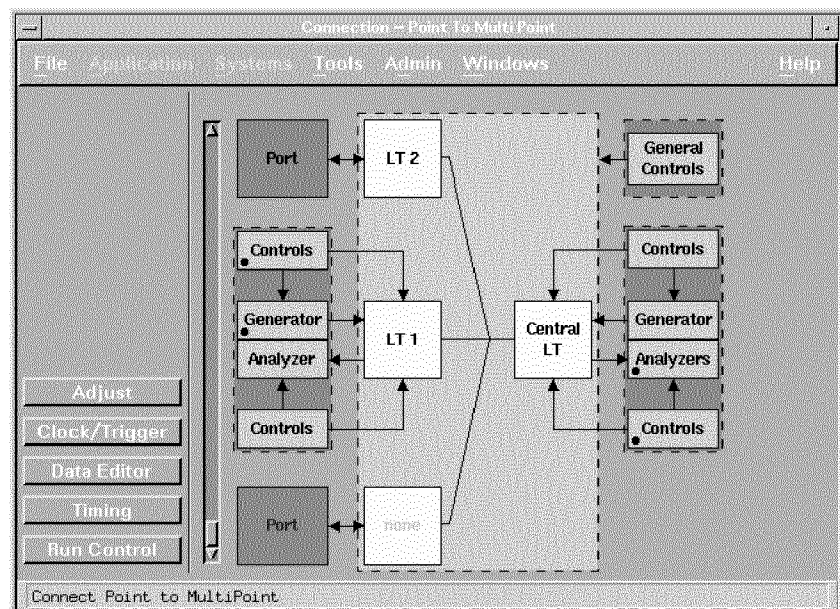 Connection – Point To Multi Point
File Application Systems Tools Admin Windows Help
Port
LT 2
General
Controls
Controls
Controls
Generator
LT 1
Central
LT
Generator
Analyzer
Analyzers
Controls
Controls
Port
none
Adjust
Clock/Trigger
Data Editor
Timing
Run Control
Connect Point to MultiPoint